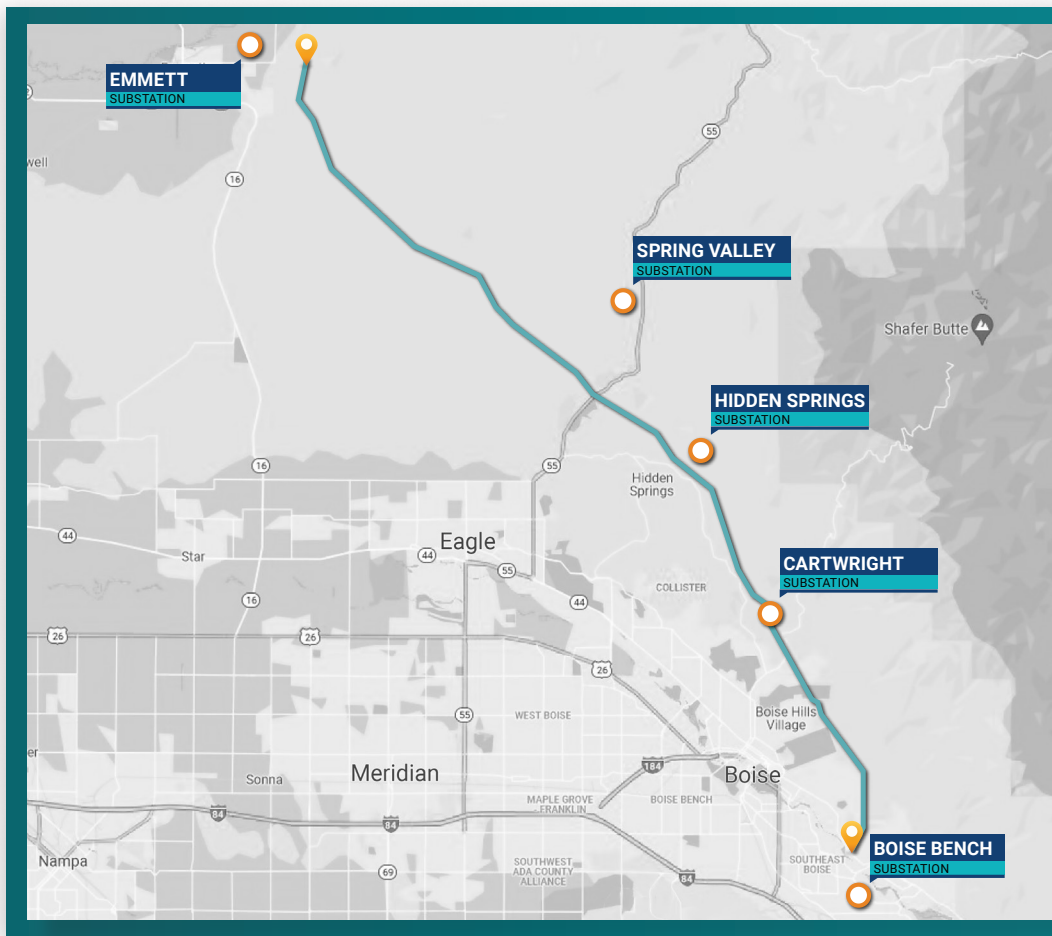 EMMETT
SUBSTATION
55
well
16
SPRING VALLEY
SUBSTATION
Shafer Butte
HIDDEN SPRINGS
SUBSTATION
16
55
Hidden
Springs
44
Star
Eagle
44
55
CARTWRIGHT
SUBSTATION
COLLISTER
16
44
26
26
26
55
WEST BOISE
Boise Hills
Village
Sonna
Meridian
184
Boise
MAPLE GROVE
FRANKLIN
BOISE BENCH
84
84
Nampa
69
SOUTHWEST
ADA COUNTY
ALLIANCE
84
SOUTHEAST
BOISE
BOISE BENCH
SUBSTATION